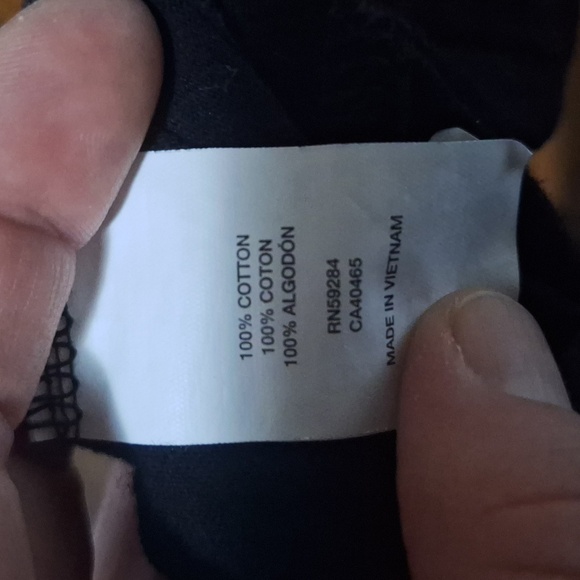 100% COTTON
100% COTON
100% ALGODÓN
RN59284
CA40465
MADE IN VIETNAM